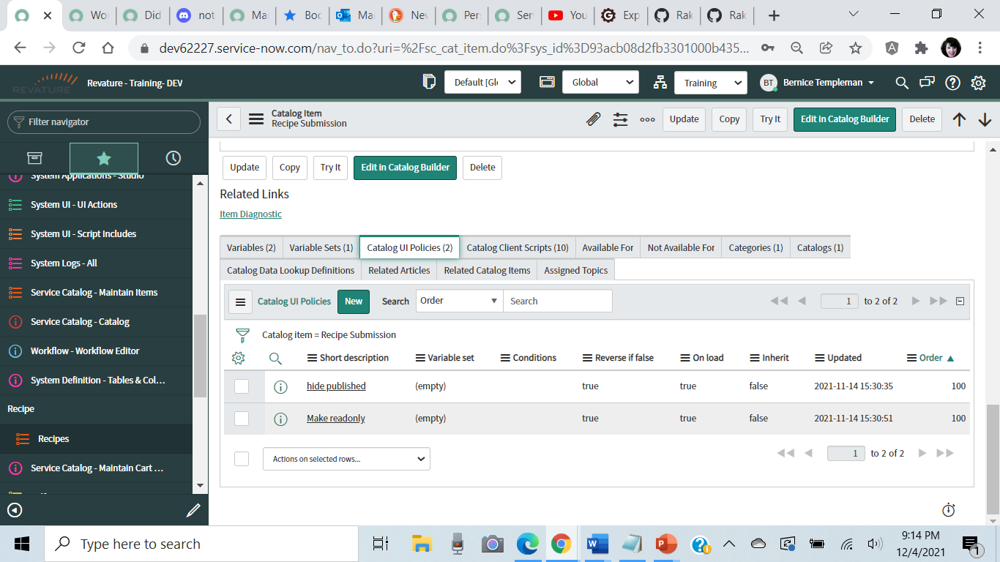 Wo
Did
not
Ma
Boo
Ma
Nev
Per
Ser
You
Exp
Rak
Rak
dev62227.service-now.com/nav_to.do?uri=%2Fsc_cat_item.do%3Fsys_id%3D93acb08d2fb3301000b435...
REVATURE
Revature - Training- DEV
Default [Gl
Global
Training
BT
Bernice Templeman
Filter navigator
Catalog Item
Recipe Submission
Update
Copy
Try It
Edit in Catalog Builder
Delete
System Applications - Studio
System UI - UI Actions
System UI - Script Includes
System Logs - All
Service Catalog - Maintain Items
Service Catalog - Catalog
Workflow - Workflow Editor
System Definition - Tables & Col...
Recipe
Recipes
Service Catalog - Maintain Cart ...
Update
Copy
Try It
Edit in Catalog Builder
Delete
Related Links
Item Diagnostic
Variables (2)
Variable Sets (1)
Catalog UI Policies (2)
Catalog Client Scripts (10)
Available For
Not Available For
Categories (1)
Catalogs (1)
Catalog Data Lookup Definitions
Related Articles
Related Catalog Items
Assigned Topics
Catalog UI Policies
New
Search
Order
Search
1 to 2 of 2
Catalog item = Recipe Submission
Short description
Variable set
Conditions
Reverse if false
On load
Inherit
Updated
Order
hide published (empty) true true false 2021-11-14 15:30:35 100
Make readonly (empty) true true false 2021-11-14 15:30:51 100
Actions on selected rows...
1 to 2 of 2
Type here to search
9:14 PM
12/4/2021
1